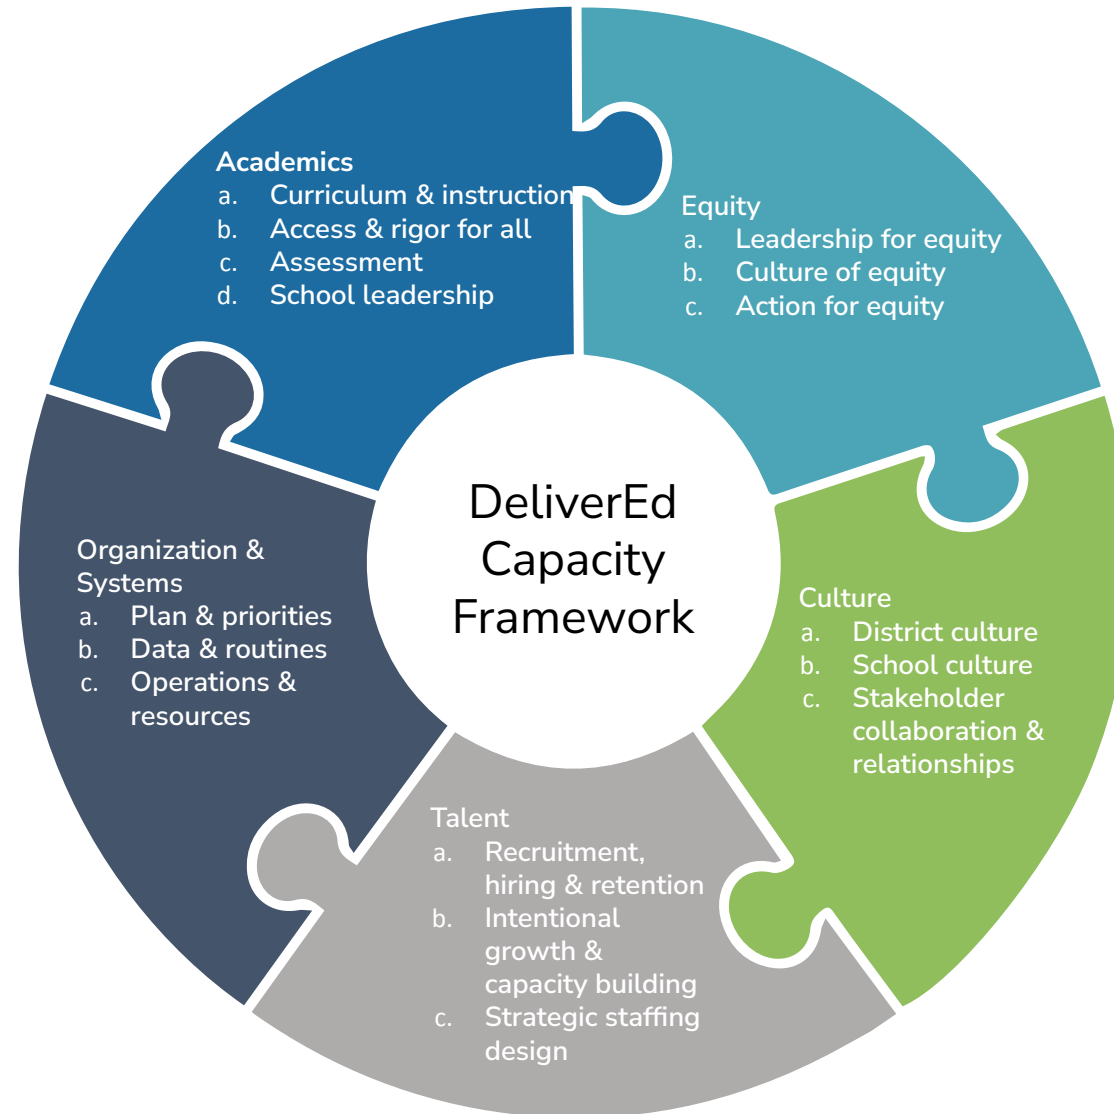 Academics
a. Curriculum & instruction
b. Access & rigor for all
c. Assessment
d. School leadership
Equity
a. Leadership for equity
b. Culture of equity
c. Action for equity
DeliverEd
Capacity
Framework
Organization &
Systems
a. Plan & priorities
b. Data & routines
c. Operations &
resources
Culture
a. District culture
b. School culture
c. Stakeholder
collaboration &
relationships
Talent
a. Recruitment,
hiring & retention
b. Intentional
growth &
capacity building
c. Strategic staffing
design